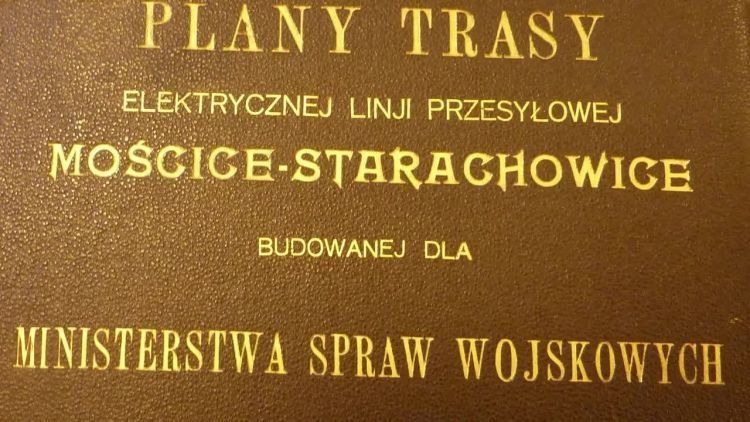 PLANY TRASY
ELEKTRYCZNEJ LINJI PRZESYŁOWEJ
MOŚCICE-STARACHOWICE
BUDOWANEJ DLA
MINISTERSTWA SPRAW WOJSKOWYCH